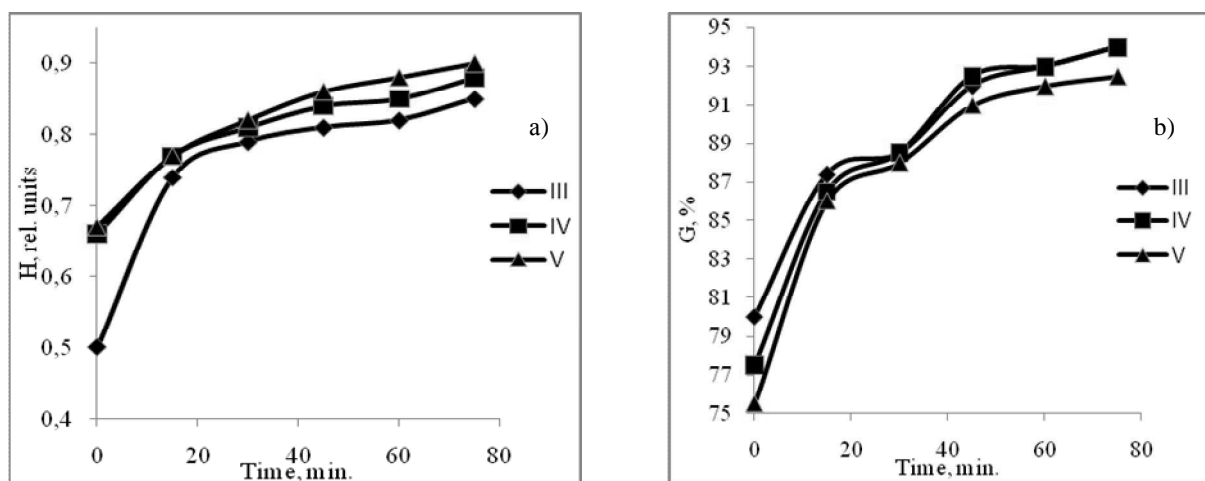 H, rel. units
0,9
0,8
0,7
0,6
0,5
0,4
0 20 40 60 80
Time, min.
a)
III
IV
V
G, %
95
93
91
89
87
85
83
81
79
77
75
0 20 40 60 80
Time, min.
b)
III
IV
V